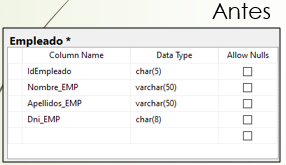 Antes
Empleado *
Column Name Data Type Allow Nulls
IdEmpleado char(5)
Nombre_EMP varchar(50)
Apellidos_EMP varchar(50)
Dni_EMP char(8)